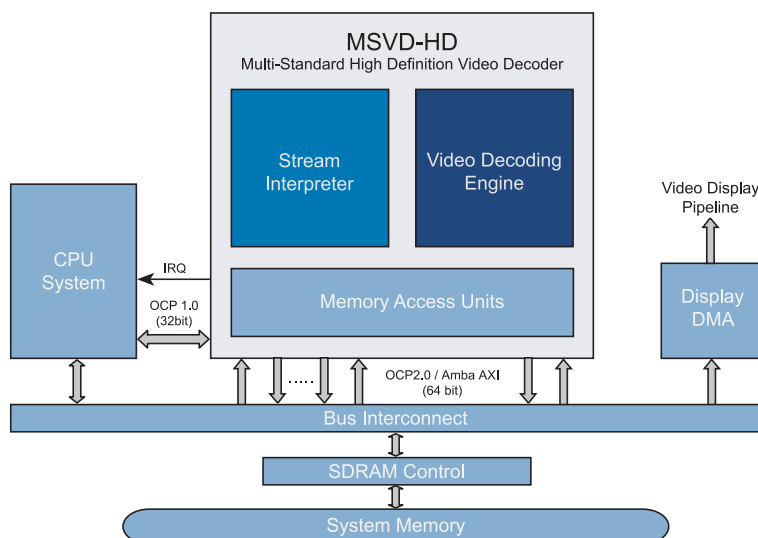 MSVD-HD
Multi-Standard High Definition Video Decoder
Stream
Interpreter
Video Decoding
Engine
Video Display
Pipeline
CPU
System
IRQ
OCP 1.0
(32bit)
Memory Access Units
Display
DMA
.....
OCP2.0 / Amba AXI
(64 bit)
Bus Interconnect
SDRAM Control
System Memory